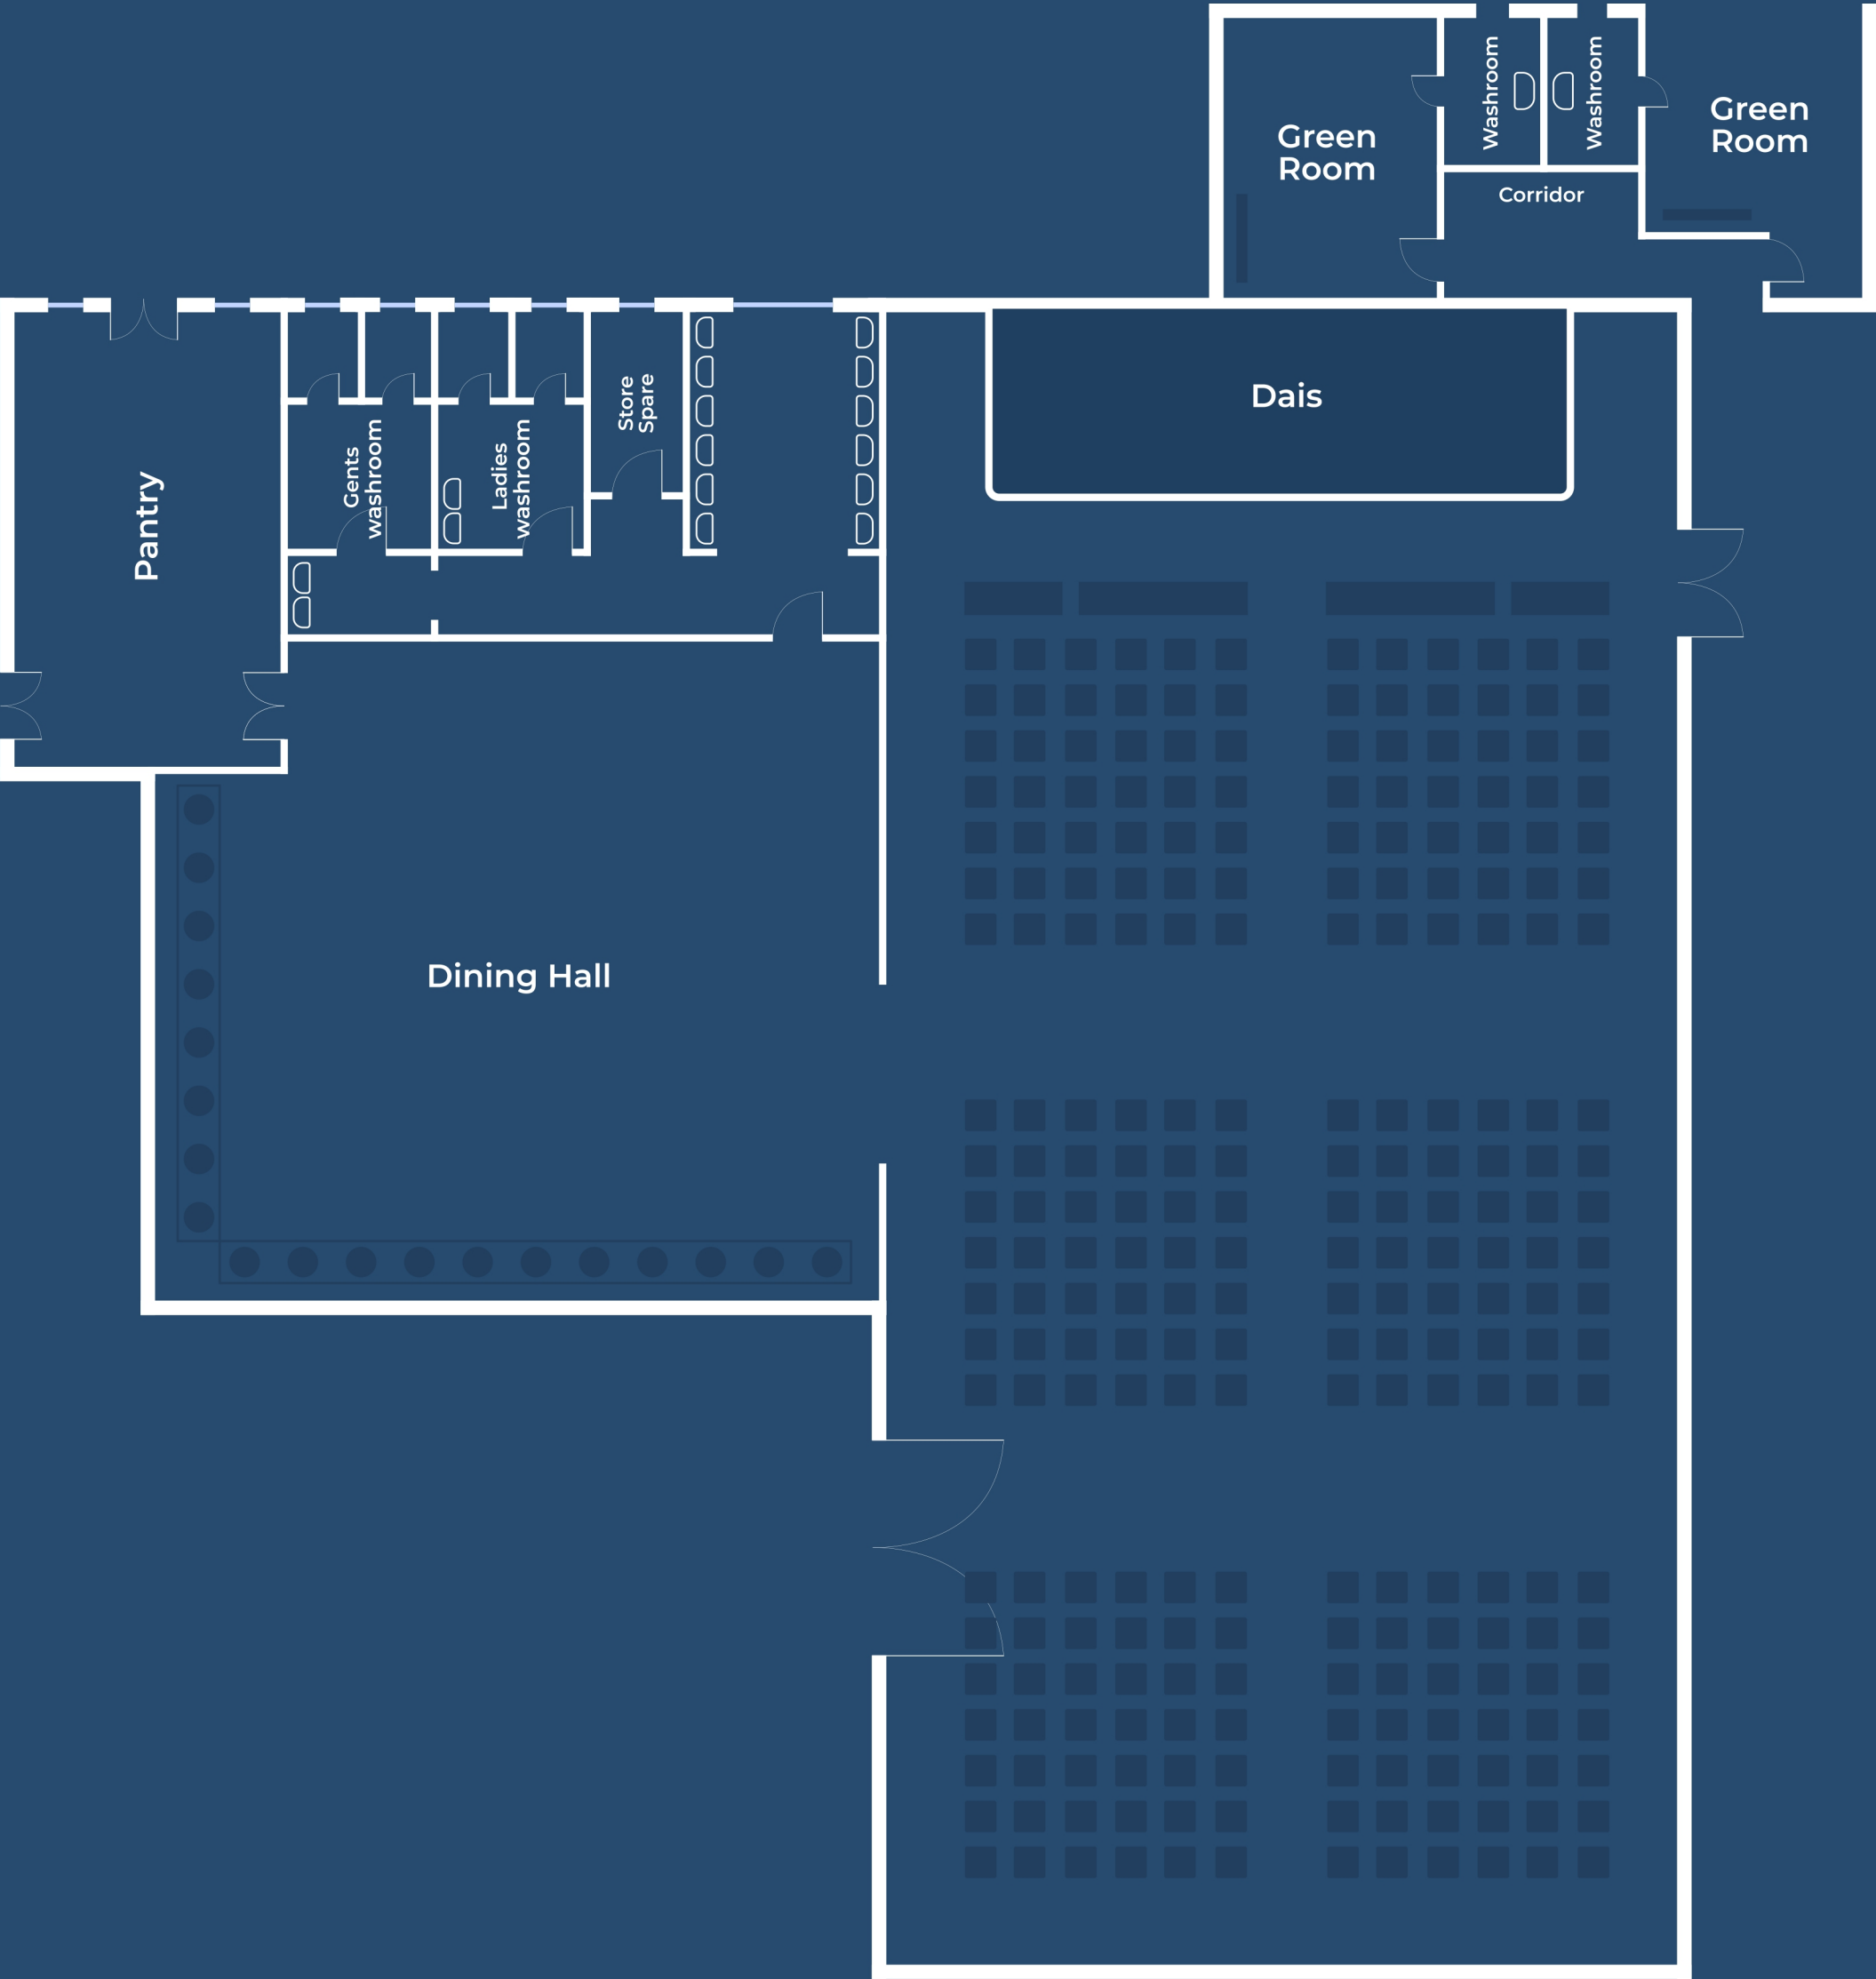 Green
Room
Washroom
Washroom
Green
Room
Corridor
Dais
Store
Spare
Gents
washroom
Ladies
washroom
Pantry
Dining Hall